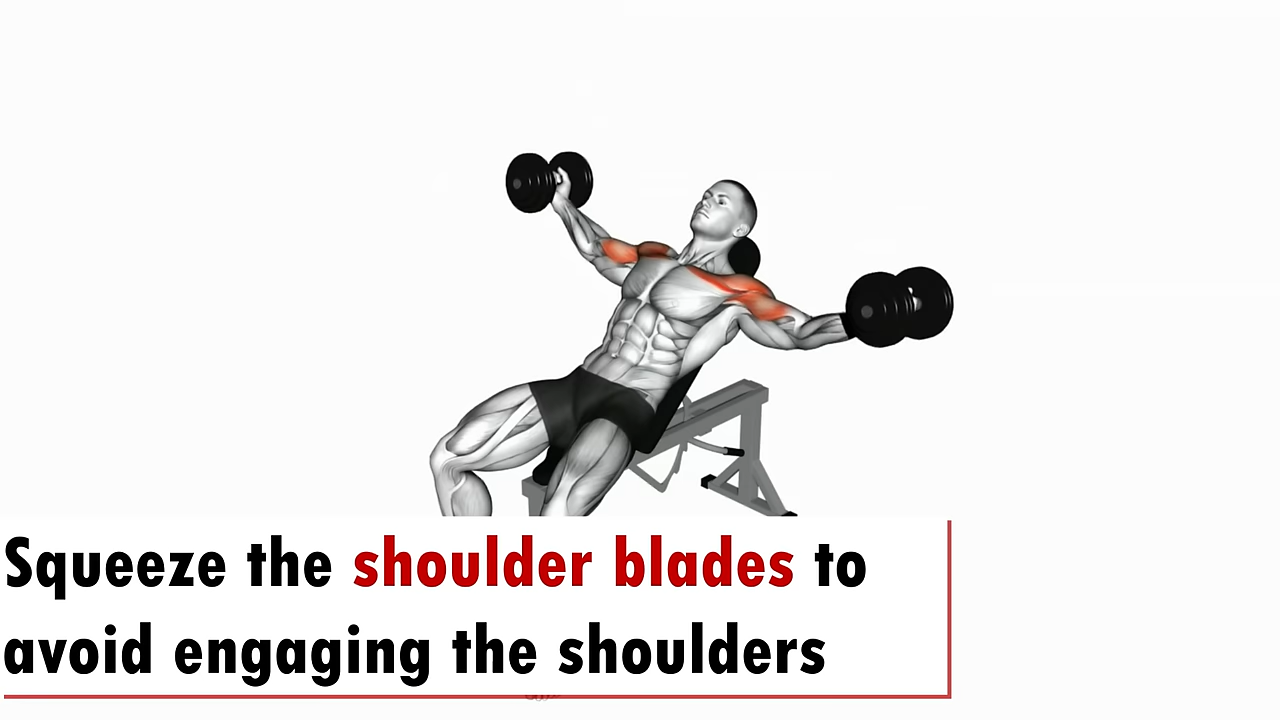 Squeeze the shoulder blades to
avoid engaging the shoulders